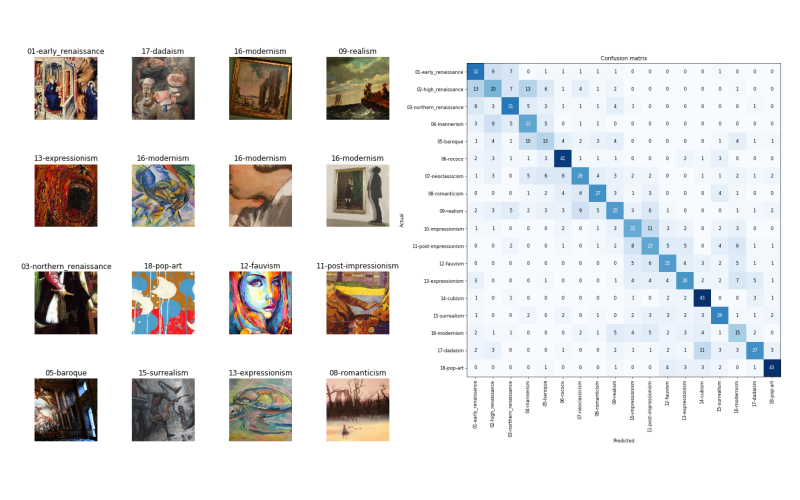 01-early_renaissance
17-dadaism
16-modernism
09-realism
13-expressionism
16-modernism
16-modernism
16-modernism
03-northern_renaissance
18-pop-art
12-fauvism
11-post-impressionism
05-baroque
15-surrealism
13-expressionism
08-romanticism
Confusion matrix
Actual
01-early_renaissance 32 9 7 0 1 1 1 1 1 0 0 0 0 0 1 0 0 0
02-high_renaissance 13 20 7 13 6 1 4 1 2 0 0 0 0 0 0 0 0 0
03-northern_renaissance 6 3 31 5 3 1 1 1 4 1 0 0 0 0 0 0 1 0
04-mannerism 3 9 5 23 5 0 1 1 0 0 0 0 0 0 0 0 0 0
05-baroque 1 4 1 10 13 4 2 3 4 1 0 0 0 0 1 4 1 0
06-rococo 2 3 1 1 3 41 1 1 1 0 0 2 1 3 0 0 0 0
07-neoclassicism 1 3 0 5 6 6 26 4 3 2 2 0 0 1 1 2 1 2
08-romanticism 0 0 0 1 2 4 6 27 3 1 3 0 0 0 4 1 0 0
09-realism 2 3 5 2 3 3 9 5 25 3 6 1 0 0 1 1 1 2
10-impressionism 1 1 0 0 0 2 0 1 3 23 11 3 2 0 2 3 0 0
11-post-impressionism 0 0 2 0 0 1 0 1 2 8 23 5 5 0 4 6 1 0
12-fauvism 0 0 0 0 0 0 0 0 0 5 6 25 4 3 2 5 1 0
13-expressionism 3 0 0 0 1 0 0 0 0 4 4 4 26 2 2 7 5 1
14-cubism 1 0 1 0 0 0 0 0 0 0 1 2 2 43 0 0 3 1
15-surrealism 1 0 0 2 0 2 0 1 0 0 2 3 3 2 29 1 1 2
16-modernism 2 1 1 0 0 0 2 1 5 4 5 2 3 4 1 15 2 0
17-dadaism 2 3 0 0 0 0 2 1 1 1 2 1 2 11 3 3 27 3
18-pop-art 0 0 0 0 1 0 0 0 0 0 0 4 3 3 2 0 1 43
01-early_renaissance
02-high_renaissance
03-northern_renaissance
04-mannerism
05-baroque
06-rococo
07-neoclassicism
08-romanticism
09-realism
10-impressionism
11-post-impressionism
12-fauvism
13-expressionism
14-cubism
15-surrealism
16-modernism
17-dadaism
18-pop-art
Predicted